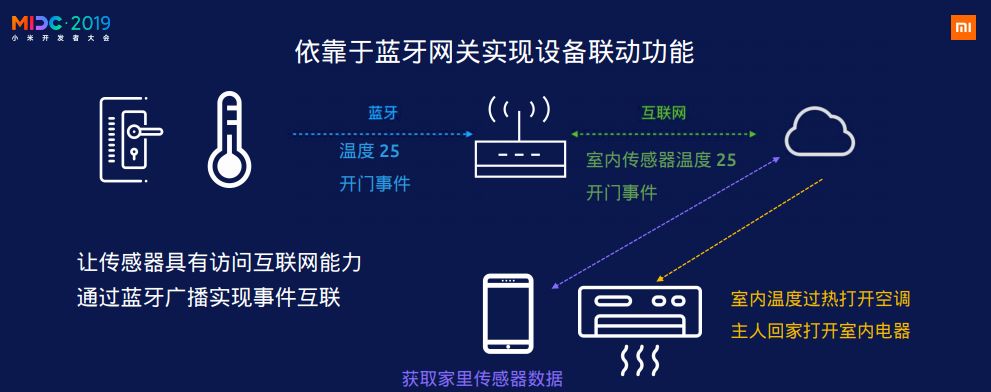 MIDC·2019
小米开发者大会
mi
依靠于蓝牙网关实现设备联动功能
蓝牙
互联网
温度 25
开门事件
室内传感器温度 25
开门事件
让传感器具有访问互联网能力
通过蓝牙广播实现事件互联
室内温度过热打开空调
主人回家打开室内电器
获取家里传感器数据